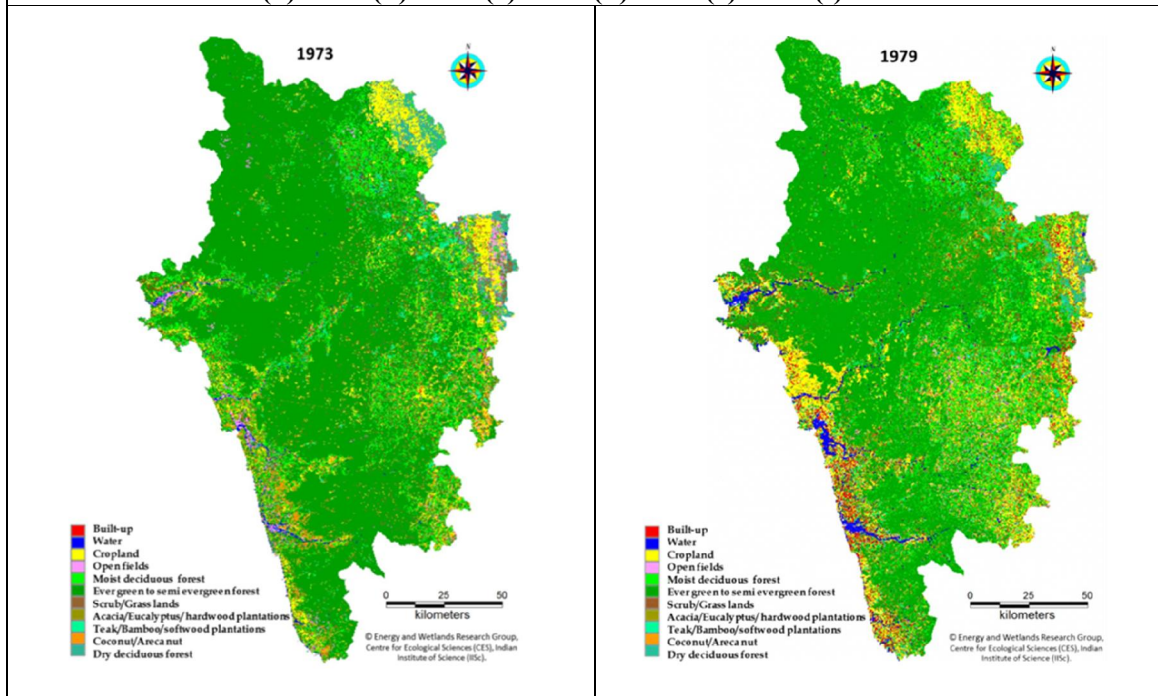 1973
N
Built-up
Water
Cropland
Open fields
Moist deciduous forest
Ever green to semi evergreen forest
Scrub/Grass lands
Acacia/Eucalyptus/hardwood plantations
Teak/Bamboo/softwood plantations
Coconut/Arecanut
Dry deciduous forest
0 25 50
kilometers
© Energy and Wetlands Research Group,
Centre for Ecological Sciences (CES), Indian
Institute of Science (IISc).
1979
N
Built-up
Water
Cropland
Open fields
Moist deciduous forest
Ever green to semi evergreen forest
Scrub/Grass lands
Acacia/Eucalyptus/hardwood plantations
Teak/Bamboo/softwood plantations
Coconut/Arecanut
Dry deciduous forest
0 25 50
kilometers
© Energy and Wetlands Research Group,
Centre for Ecological Sciences (CES), Indian
Institute of Science (IISc).